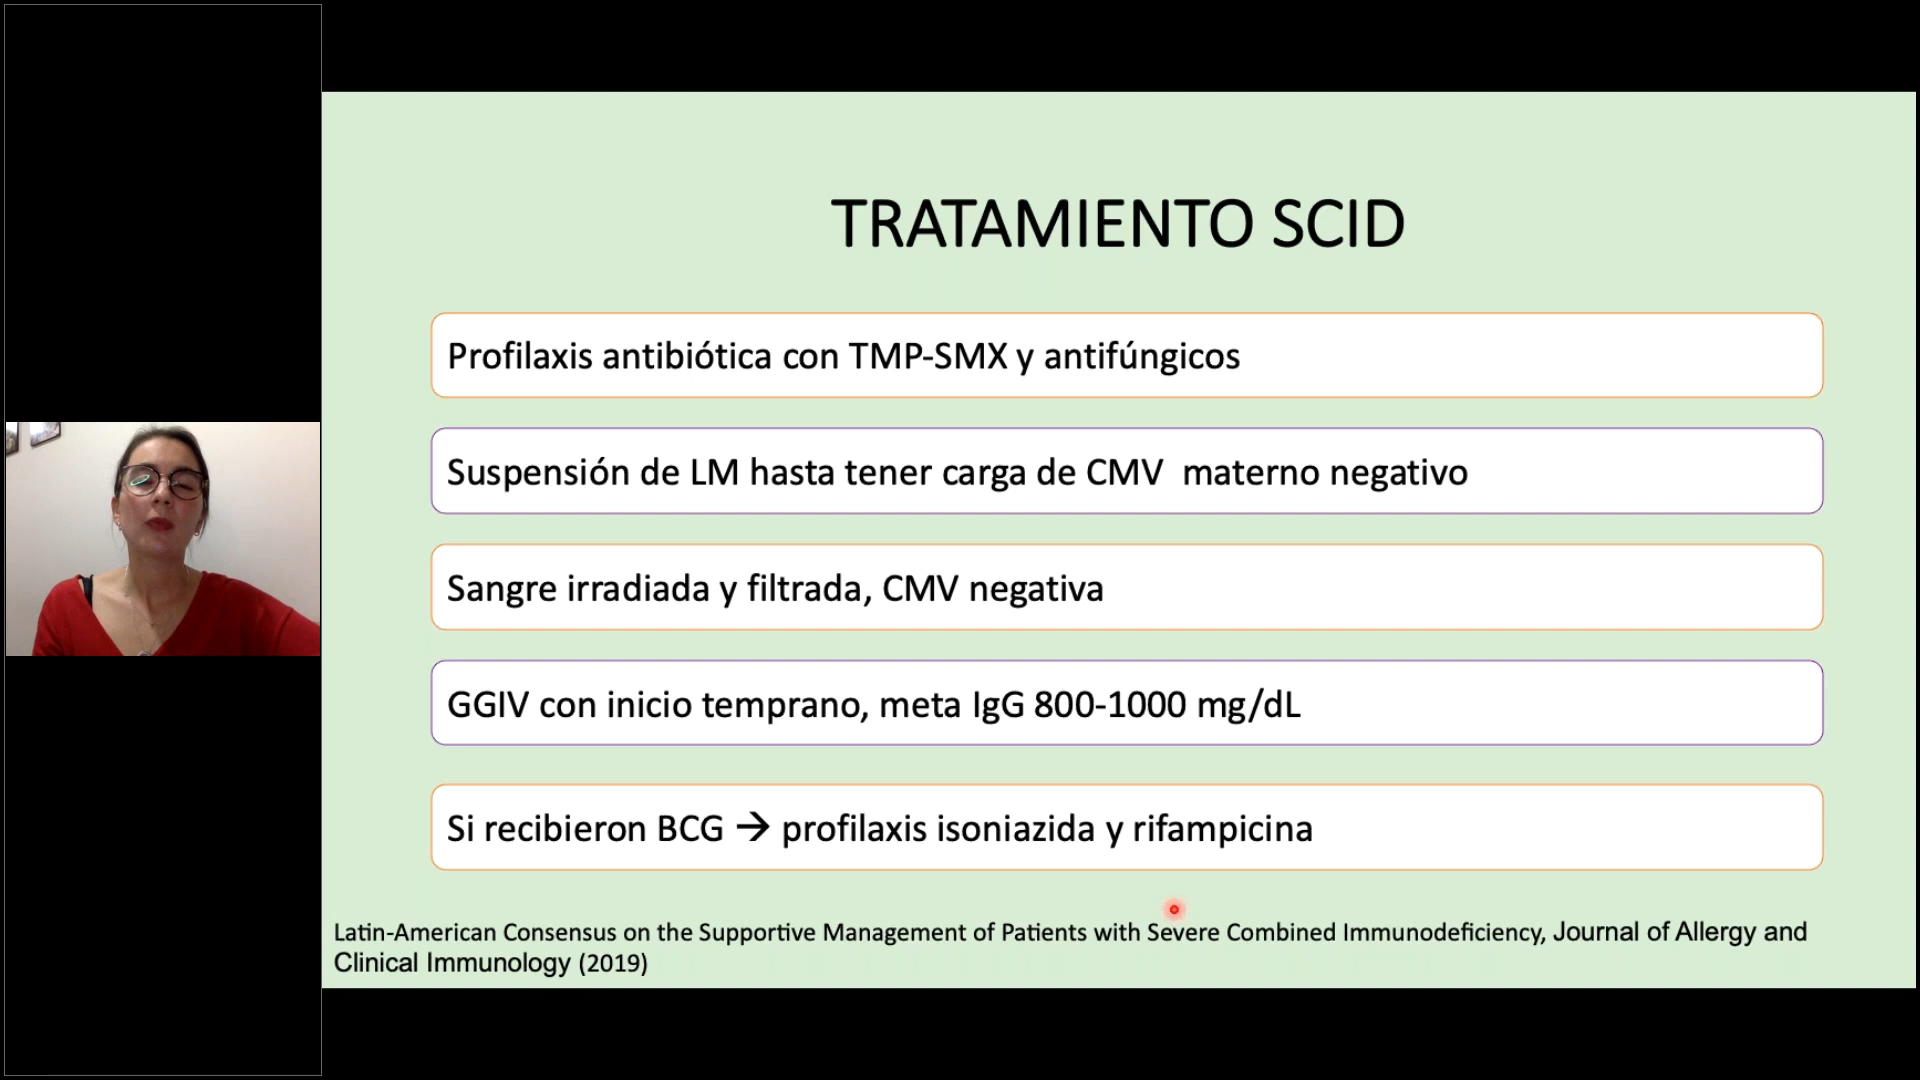 TRATAMIENTO SCID
Profilaxis antibiótica con TMP-SMX y antifúngicos
Suspensión de LM hasta tener carga de CMV  materno negativo
Sangre irradiada y filtrada, CMV negativa
GGIV con inicio temprano, meta IgG 800-1000 mg/dL
Si recibieron BCG → profilaxis isoniazida y rifampicina
Latin-American Consensus on the Supportive Management of Patients with Severe Combined Immunodeficiency, Journal of Allergy and
Clinical Immunology (2019)